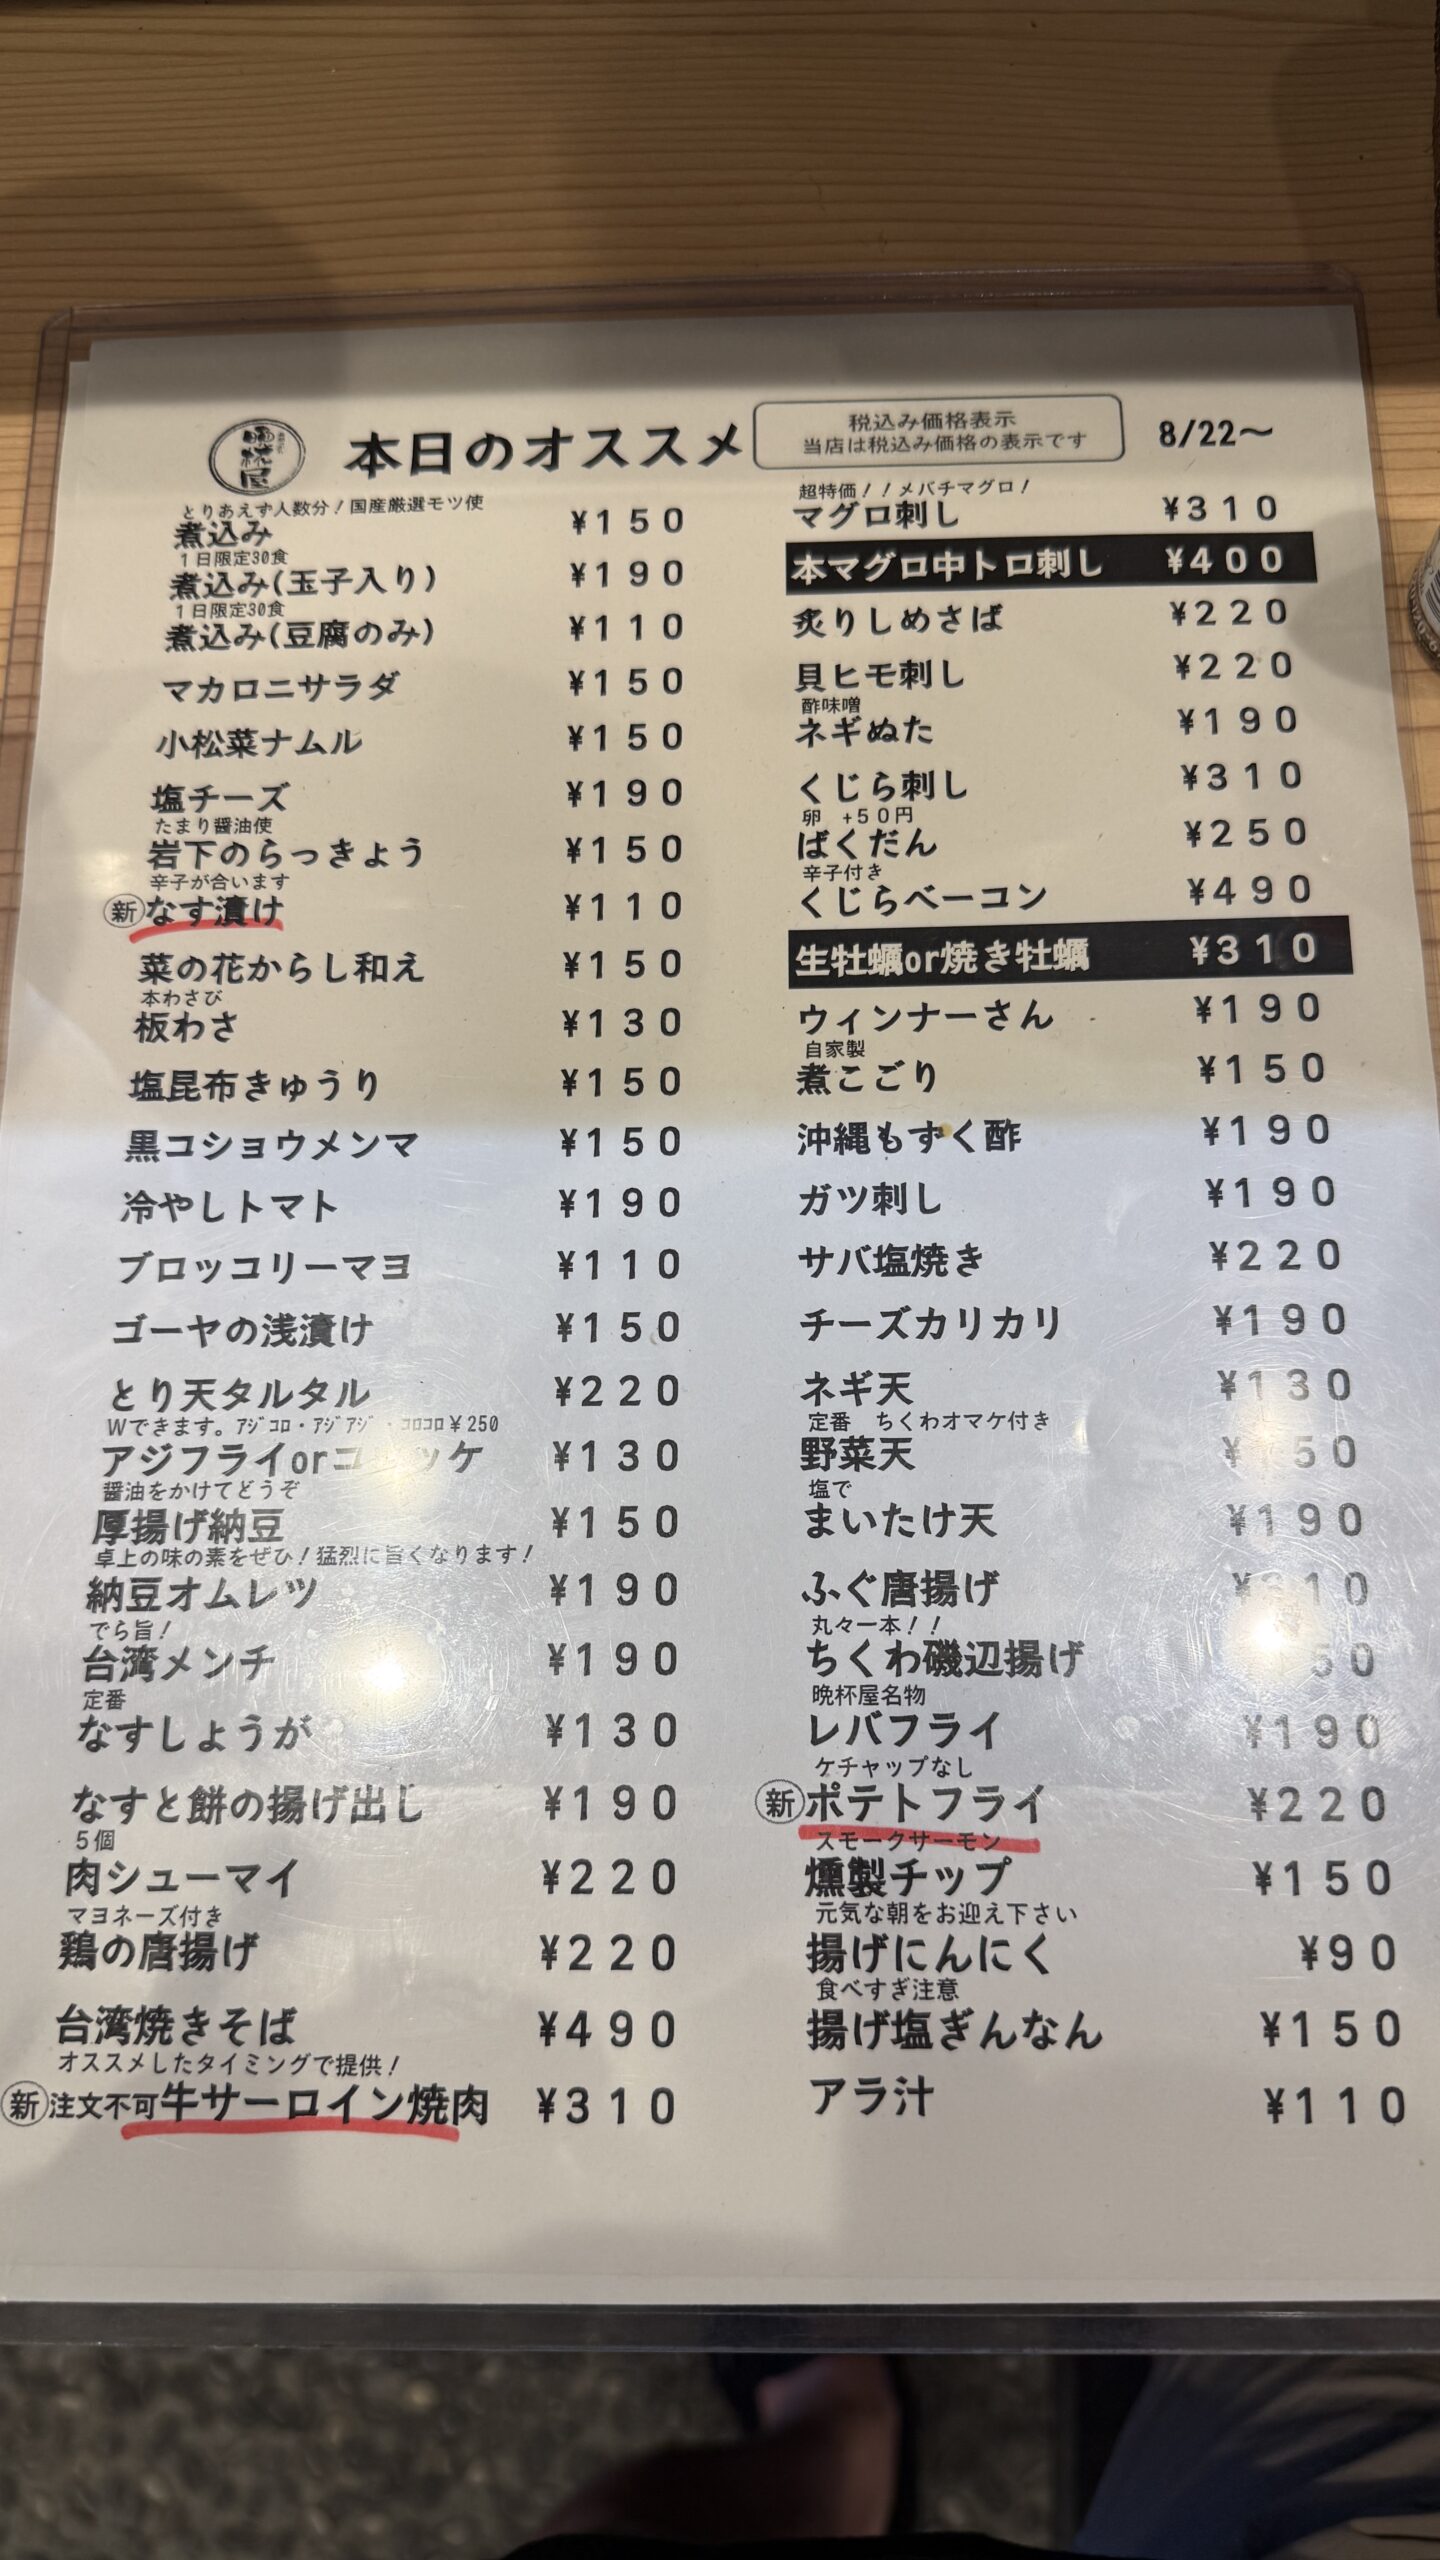 晩杯屋
本日のオススメ
税込み価格表示
当店は税込み価格の表示です
8/22〜
とりあえず人数分！国産厳選モツ使
煮込み ¥150
1日限定30食
煮込み(玉子入り) ¥190
1日限定30食
煮込み(豆腐のみ) ¥110
マカロニサラダ ¥150
小松菜ナムル ¥150
塩チーズ ¥190
たまり醤油使
岩下のらっきょう ¥150
辛子が合います
新 なす漬け ¥110
菜の花からし和え ¥150
本わさび
板わさ ¥130
塩昆布きゅうり ¥150
黒コショウメンマ ¥150
冷やしトマト ¥190
ブロッコリーマヨ ¥110
ゴーヤの浅漬け ¥150
とり天タルタル ¥220
Wできます。ｱｼﾞｺﾛ・ｱｼﾞｱｼﾞ・ｺﾛｺﾛ¥250
アジフライorコ ッケ ¥130
醤油をかけてどうぞ
厚揚げ納豆 ¥150
卓上の味の素をぜひ！猛烈に旨くなります！
納豆オムレツ ¥190
でら旨！
台湾メンチ ¥190
定番
なすしょうが ¥130
なすと餅の揚げ出し ¥190
5個
肉シューマイ ¥220
マヨネーズ付き
鶏の唐揚げ ¥220
台湾焼きそば ¥490
オススメしたタイミングで提供！
新 注文不可牛サーロイン焼肉 ¥310
超特価！！メバチマグロ！
マグロ刺し ¥310
本マグロ中トロ刺し ¥400
炙りしめさば ¥220
貝ヒモ刺し ¥220
酢味噌
ネギぬた ¥190
くじら刺し ¥310
卵 +50円
ばくだん ¥250
辛子付き
くじらベーコン ¥490
生牡蠣or焼き牡蠣 ¥310
ウィンナーさん ¥190
自家製
煮こごり ¥150
沖縄もずく酢 ¥190
ガツ刺し ¥190
サバ塩焼き ¥220
チーズカリカリ ¥190
ネギ天 ¥130
定番 ちくわオマケ付き
野菜天
塩で
まいたけ天 ¥190
ふぐ唐揚げ
丸々一本！！
ちくわ磯辺揚げ
晩杯屋名物
レバフライ ¥190
ケチャップなし
新 ポテトフライ ¥220
スモークサーモン
燻製チップ ¥150
元気な朝をお迎え下さい
揚げにんにく ¥90
食べすぎ注意
揚げ塩ぎんなん ¥150
アラ汁 ¥110